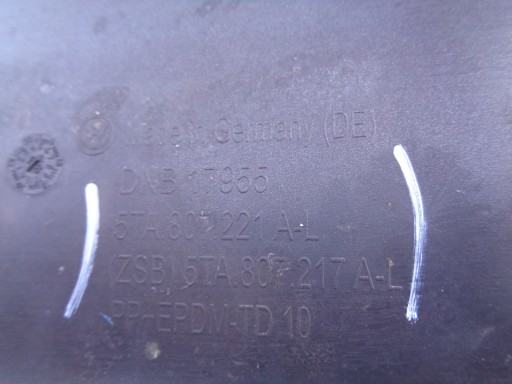 Made in Germany (DE)
DNB 17955
5TA.807.221 A-L
(ZSB) 5TA.807.217 A-L
PP+EPDM-TD 10